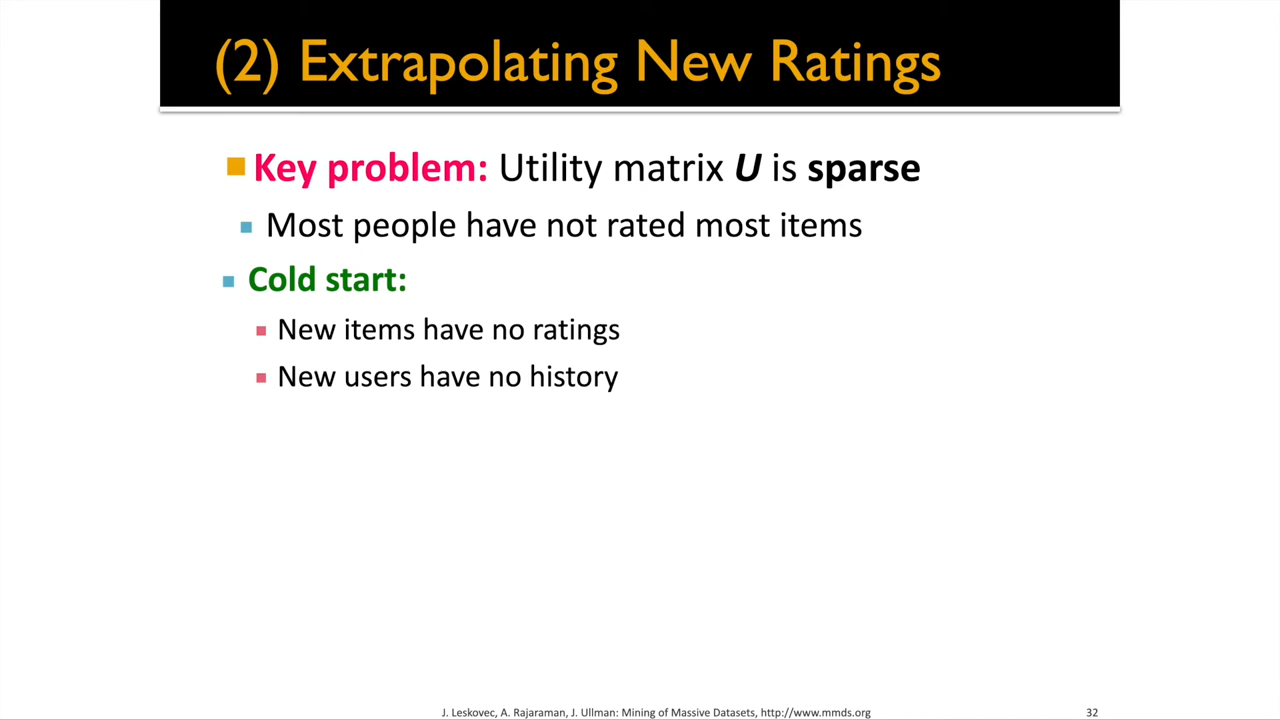 (2) Extrapolating New Ratings
Key problem: Utility matrix U is sparse
Most people have not rated most items
Cold start:
New items have no ratings
New users have no history
J. Leskovec, A. Rajaraman, J. Ullman: Mining of Massive Datasets, http://www.mmds.org
32